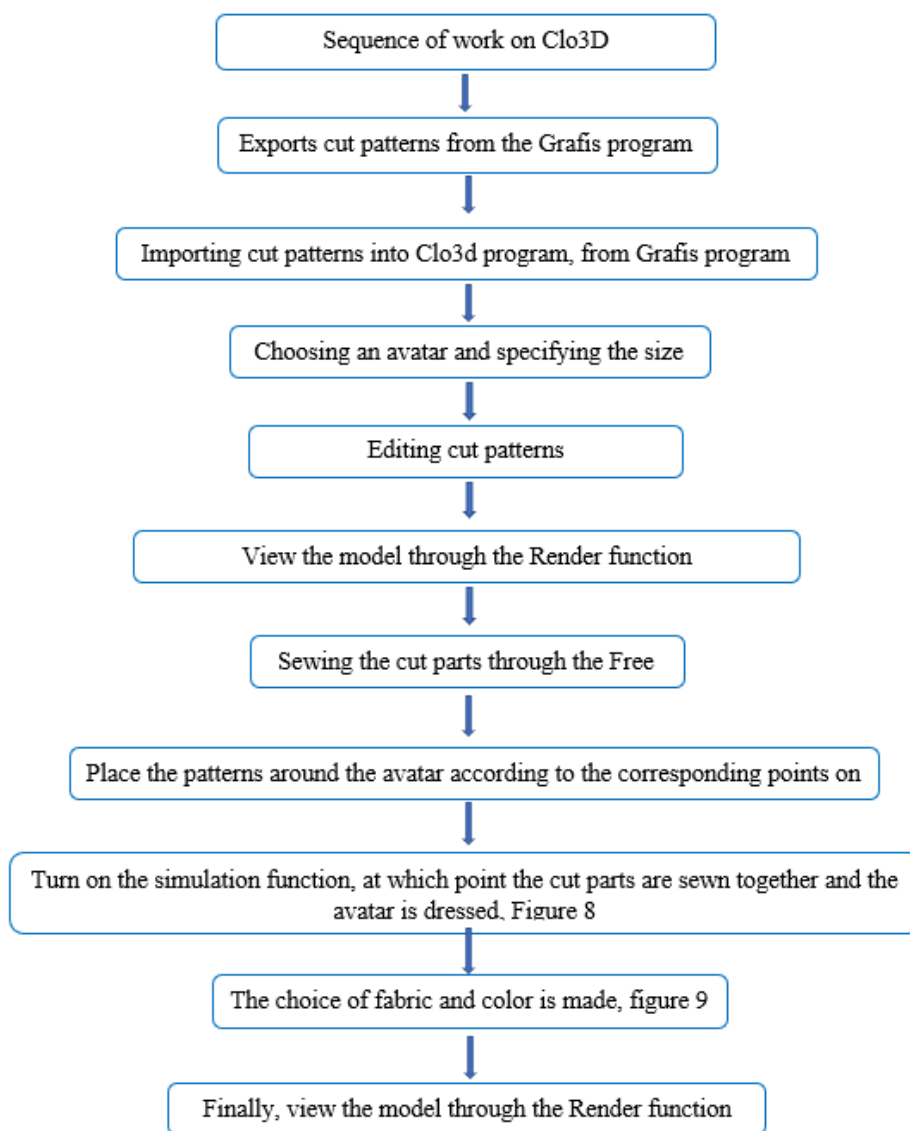 Sequence of work on Clo3D
Exports cut patterns from the Grafis program
Importing cut patterns into Clo3d program, from Grafis program
Choosing an avatar and specifying the size
Editing cut patterns
View the model through the Render function
Sewing the cut parts through the Free
Place the patterns around the avatar according to the corresponding points on
Turn on the simulation function, at which point the cut parts are sewn together and the
avatar is dressed, Figure 8
The choice of fabric and color is made, figure 9
Finally, view the model through the Render function